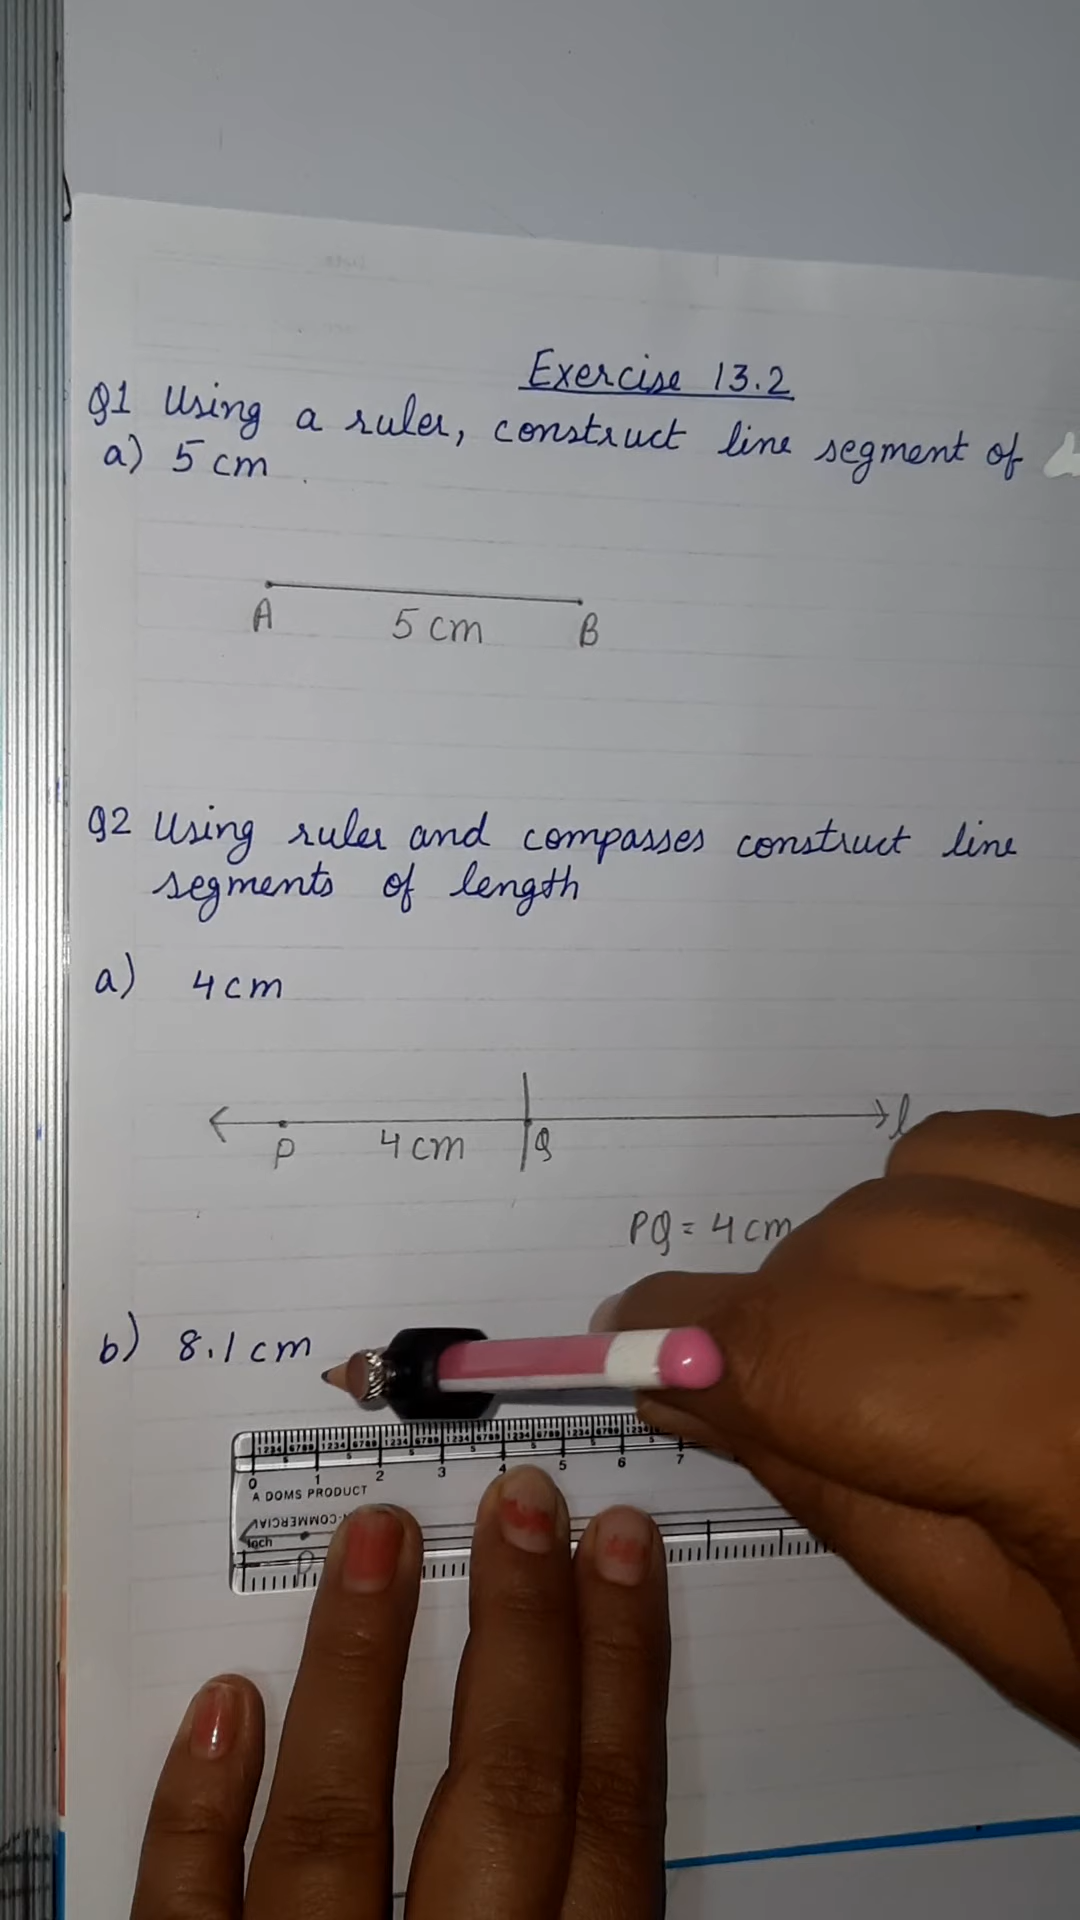 Exercise 13.2
Q1 Using a ruler, construct line segment of
a) 5 cm
A 5 cm B
Q2 Using ruler and compasses construct line
segments of length
a) 4 cm
P 4 cm Q l
PQ = 4 cm
b) 8.1 cm
0 1 2 3 4 5 6 7
A DOMS PRODUCT
Inch
P